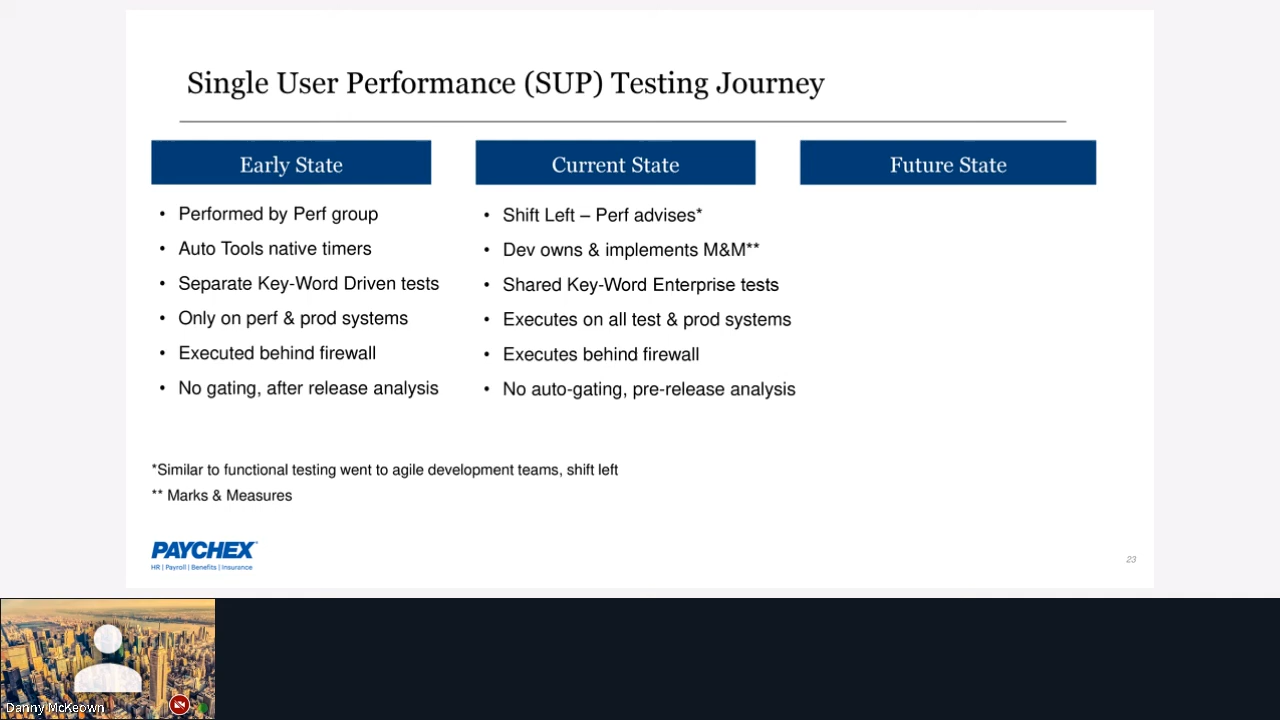 Single User Performance (SUP) Testing Journey
Early State
Current State
Future State
• Performed by Perf group
• Auto Tools native timers
• Separate Key-Word Driven tests
• Only on perf & prod systems
• Executed behind firewall
• No gating, after release analysis
• Shift Left – Perf advises*
• Dev owns & implements M&M**
• Shared Key-Word Enterprise tests
• Executes on all test & prod systems
• Executes behind firewall
• No auto-gating, pre-release analysis
*Similar to functional testing went to agile development teams, shift left
** Marks & Measures
PAYCHEX
HR | Payroll | Benefits | Insurance
23
Danny McKeown